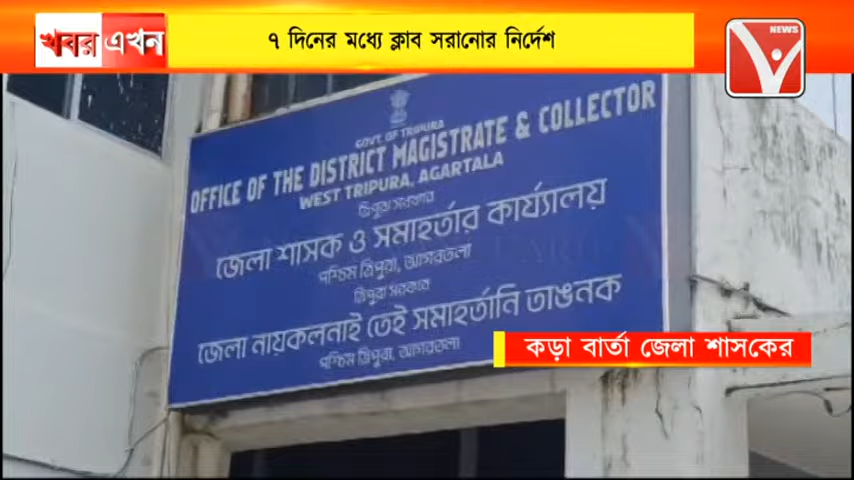 খবর এখন
৭ দিনের মধ্যে ক্লাব সরানোর নির্দেশ
NEWS
GOVT. OF TRIPURA
OFFICE OF THE DISTRICT MAGISTRATE & COLLECTOR
WEST TRIPURA, AGARTALA
ত্রিপুরা সরকার
জেলা শাসক ও সমাহর্তার কার্য্যালয়
পশ্চিম ত্রিপুরা, আগরতলা
ত্রিপুরা সরকার
জেলা নায়কলনাই তেই সমাহর্তানি তাঙনক
পশ্চিম ত্রিপুরা, আগরতলা
কড়া বার্তা জেলা শাসকের